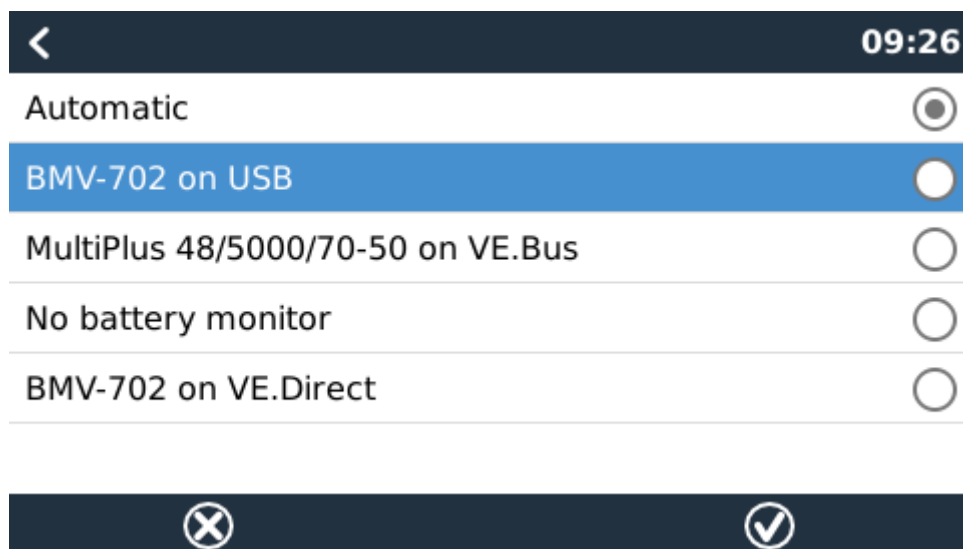 09:26
Automatic
BMV-702 on USB
MultiPlus 48/5000/70-50 on VE.Bus
No battery monitor
BMV-702 on VE.Direct